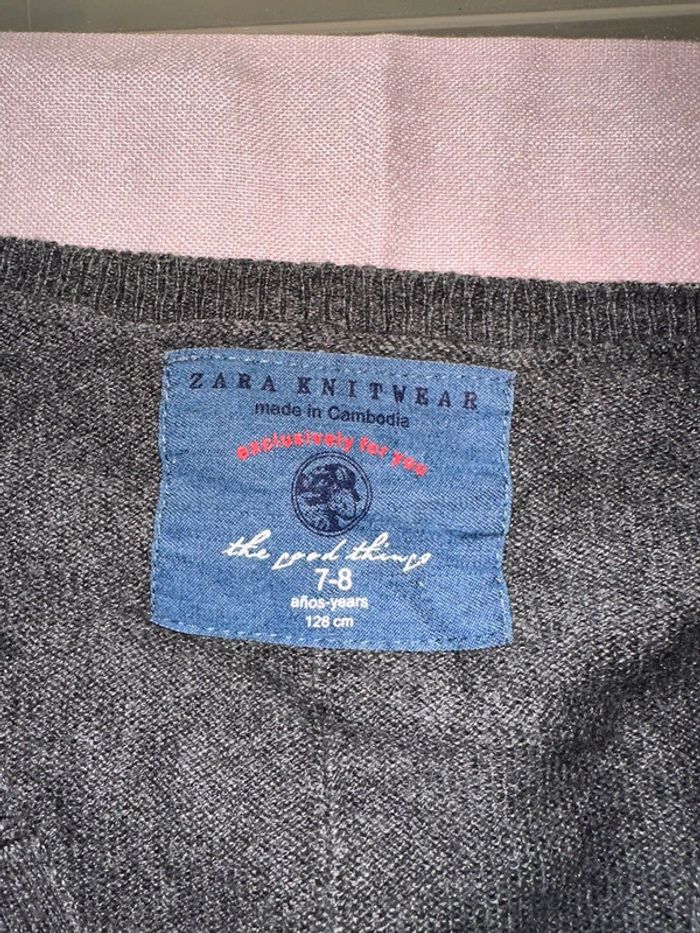 ZARA KNITWEAR
made in Cambodia
exclusively for you
the good things
7-8
años-years
128 cm